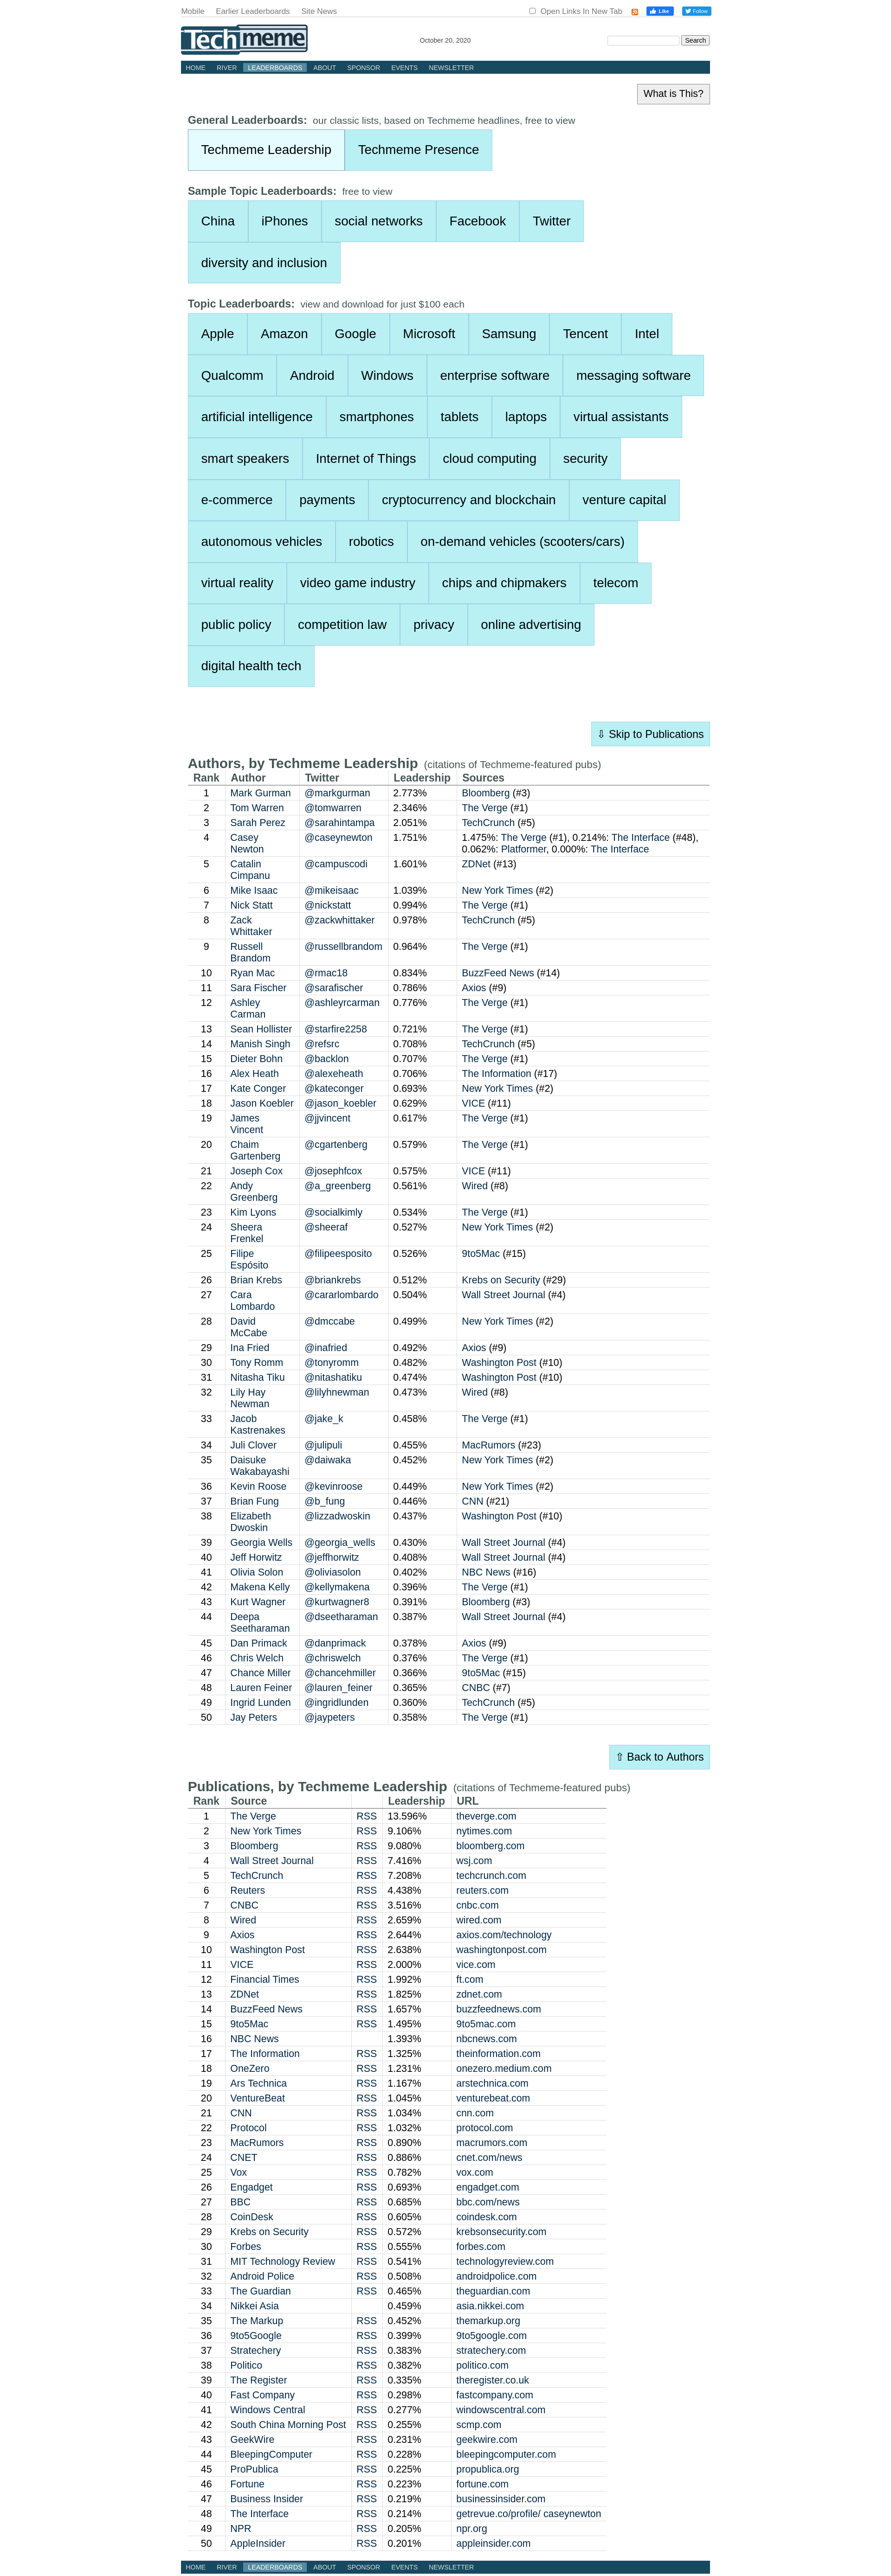 Mobile Earlier Leaderboards Site News Open Links In New Tab Like Follow
Techmeme October 20, 2020 Search
HOME RIVER LEADERBOARDS ABOUT SPONSOR EVENTS NEWSLETTER
What is This?
General Leaderboards: our classic lists, based on Techmeme headlines, free to view
Techmeme Leadership Techmeme Presence
Sample Topic Leaderboards: free to view
China iPhones social networks Facebook Twitter
diversity and inclusion
Topic Leaderboards: view and download for just $100 each
Apple Amazon Google Microsoft Samsung Tencent Intel
Qualcomm Android Windows enterprise software messaging software
artificial intelligence smartphones tablets laptops virtual assistants
smart speakers Internet of Things cloud computing security
e-commerce payments cryptocurrency and blockchain venture capital
autonomous vehicles robotics on-demand vehicles (scooters/cars)
virtual reality video game industry chips and chipmakers telecom
public policy competition law privacy online advertising
digital health tech
⇩ Skip to Publications
Authors, by Techmeme Leadership (citations of Techmeme-featured pubs)
Rank Author Twitter Leadership Sources
1 Mark Gurman @markgurman 2.773% Bloomberg (#3)
2 Tom Warren @tomwarren 2.346% The Verge (#1)
3 Sarah Perez @sarahintampa 2.051% TechCrunch (#5)
4 Casey @caseynewton 1.751% 1.475%: The Verge (#1), 0.214%: The Interface (#48),
Newton 0.062%: Platformer, 0.000%: The Interface
5 Catalin @campuscodi 1.601% ZDNet (#13)
Cimpanu
6 Mike Isaac @mikeisaac 1.039% New York Times (#2)
7 Nick Statt @nickstatt 0.994% The Verge (#1)
8 Zack @zackwhittaker 0.978% TechCrunch (#5)
Whittaker
9 Russell @russellbrandom 0.964% The Verge (#1)
Brandom
10 Ryan Mac @rmac18 0.834% BuzzFeed News (#14)
11 Sara Fischer @sarafischer 0.786% Axios (#9)
12 Ashley @ashleyrcarman 0.776% The Verge (#1)
Carman
13 Sean Hollister @starfire2258 0.721% The Verge (#1)
14 Manish Singh @refsrc 0.708% TechCrunch (#5)
15 Dieter Bohn @backlon 0.707% The Verge (#1)
16 Alex Heath @alexeheath 0.706% The Information (#17)
17 Kate Conger @kateconger 0.693% New York Times (#2)
18 Jason Koebler @jason_koebler 0.629% VICE (#11)
19 James @jjvincent 0.617% The Verge (#1)
Vincent
20 Chaim @cgartenberg 0.579% The Verge (#1)
Gartenberg
21 Joseph Cox @josephfcox 0.575% VICE (#11)
22 Andy @a_greenberg 0.561% Wired (#8)
Greenberg
23 Kim Lyons @socialkimly 0.534% The Verge (#1)
24 Sheera @sheeraf 0.527% New York Times (#2)
Frenkel
25 Filipe @filipeesposito 0.526% 9to5Mac (#15)
Espósito
26 Brian Krebs @briankrebs 0.512% Krebs on Security (#29)
27 Cara @cararlombardo 0.504% Wall Street Journal (#4)
Lombardo
28 David @dmccabe 0.499% New York Times (#2)
McCabe
29 Ina Fried @inafried 0.492% Axios (#9)
30 Tony Romm @tonyromm 0.482% Washington Post (#10)
31 Nitasha Tiku @nitashatiku 0.474% Washington Post (#10)
32 Lily Hay @lilyhnewman 0.473% Wired (#8)
Newman
33 Jacob @jake_k 0.458% The Verge (#1)
Kastrenakes
34 Juli Clover @julipuli 0.455% MacRumors (#23)
35 Daisuke @daiwaka 0.452% New York Times (#2)
Wakabayashi
36 Kevin Roose @kevinroose 0.449% New York Times (#2)
37 Brian Fung @b_fung 0.446% CNN (#21)
38 Elizabeth @lizzadwoskin 0.437% Washington Post (#10)
Dwoskin
39 Georgia Wells @georgia_wells 0.430% Wall Street Journal (#4)
40 Jeff Horwitz @jeffhorwitz 0.408% Wall Street Journal (#4)
41 Olivia Solon @oliviasolon 0.402% NBC News (#16)
42 Makena Kelly @kellymakena 0.396% The Verge (#1)
43 Kurt Wagner @kurtwagner8 0.391% Bloomberg (#3)
44 Deepa @dseetharaman 0.387% Wall Street Journal (#4)
Seetharaman
45 Dan Primack @danprimack 0.378% Axios (#9)
46 Chris Welch @chriswelch 0.376% The Verge (#1)
47 Chance Miller @chancehmiller 0.366% 9to5Mac (#15)
48 Lauren Feiner @lauren_feiner 0.365% CNBC (#7)
49 Ingrid Lunden @ingridlunden 0.360% TechCrunch (#5)
50 Jay Peters @jaypeters 0.358% The Verge (#1)
⇧ Back to Authors
Publications, by Techmeme Leadership (citations of Techmeme-featured pubs)
Rank Source Leadership URL
1 The Verge RSS 13.596% theverge.com
2 New York Times RSS 9.106% nytimes.com
3 Bloomberg RSS 9.080% bloomberg.com
4 Wall Street Journal RSS 7.416% wsj.com
5 TechCrunch RSS 7.208% techcrunch.com
6 Reuters RSS 4.438% reuters.com
7 CNBC RSS 3.516% cnbc.com
8 Wired RSS 2.659% wired.com
9 Axios RSS 2.644% axios.com/technology
10 Washington Post RSS 2.638% washingtonpost.com
11 VICE RSS 2.000% vice.com
12 Financial Times RSS 1.992% ft.com
13 ZDNet RSS 1.825% zdnet.com
14 BuzzFeed News RSS 1.657% buzzfeednews.com
15 9to5Mac RSS 1.495% 9to5mac.com
16 NBC News 1.393% nbcnews.com
17 The Information RSS 1.325% theinformation.com
18 OneZero RSS 1.231% onezero.medium.com
19 Ars Technica RSS 1.167% arstechnica.com
20 VentureBeat RSS 1.045% venturebeat.com
21 CNN RSS 1.034% cnn.com
22 Protocol RSS 1.032% protocol.com
23 MacRumors RSS 0.890% macrumors.com
24 CNET RSS 0.886% cnet.com/news
25 Vox RSS 0.782% vox.com
26 Engadget RSS 0.693% engadget.com
27 BBC RSS 0.685% bbc.com/news
28 CoinDesk RSS 0.605% coindesk.com
29 Krebs on Security RSS 0.572% krebsonsecurity.com
30 Forbes RSS 0.555% forbes.com
31 MIT Technology Review RSS 0.541% technologyreview.com
32 Android Police RSS 0.508% androidpolice.com
33 The Guardian RSS 0.465% theguardian.com
34 Nikkei Asia 0.459% asia.nikkei.com
35 The Markup RSS 0.452% themarkup.org
36 9to5Google RSS 0.399% 9to5google.com
37 Stratechery RSS 0.383% stratechery.com
38 Politico RSS 0.382% politico.com
39 The Register RSS 0.335% theregister.co.uk
40 Fast Company RSS 0.298% fastcompany.com
41 Windows Central RSS 0.277% windowscentral.com
42 South China Morning Post RSS 0.255% scmp.com
43 GeekWire RSS 0.231% geekwire.com
44 BleepingComputer RSS 0.228% bleepingcomputer.com
45 ProPublica RSS 0.225% propublica.org
46 Fortune RSS 0.223% fortune.com
47 Business Insider RSS 0.219% businessinsider.com
48 The Interface RSS 0.214% getrevue.co/profile/ caseynewton
49 NPR RSS 0.205% npr.org
50 AppleInsider RSS 0.201% appleinsider.com
HOME RIVER LEADERBOARDS ABOUT SPONSOR EVENTS NEWSLETTER